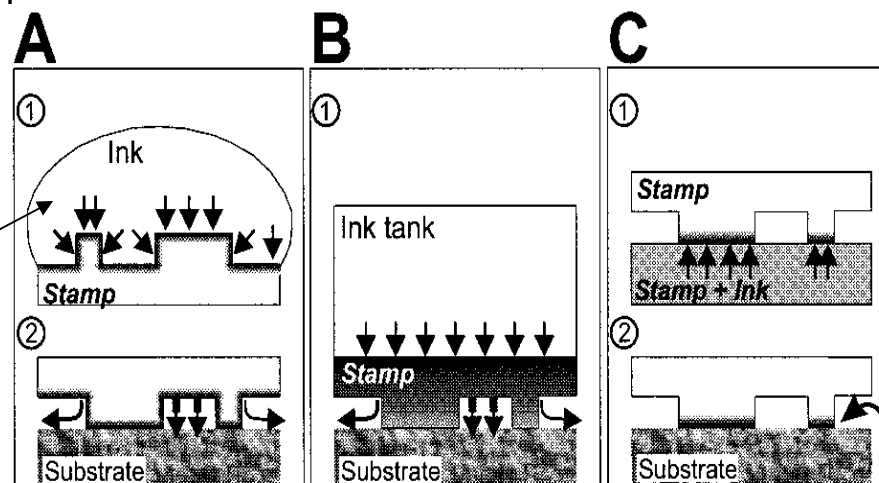 A
①
Ink
Stamp
②
Substrate
B
①
Ink tank
Stamp
Substrate
C
①
Stamp
Stamp + Ink
②
Substrate